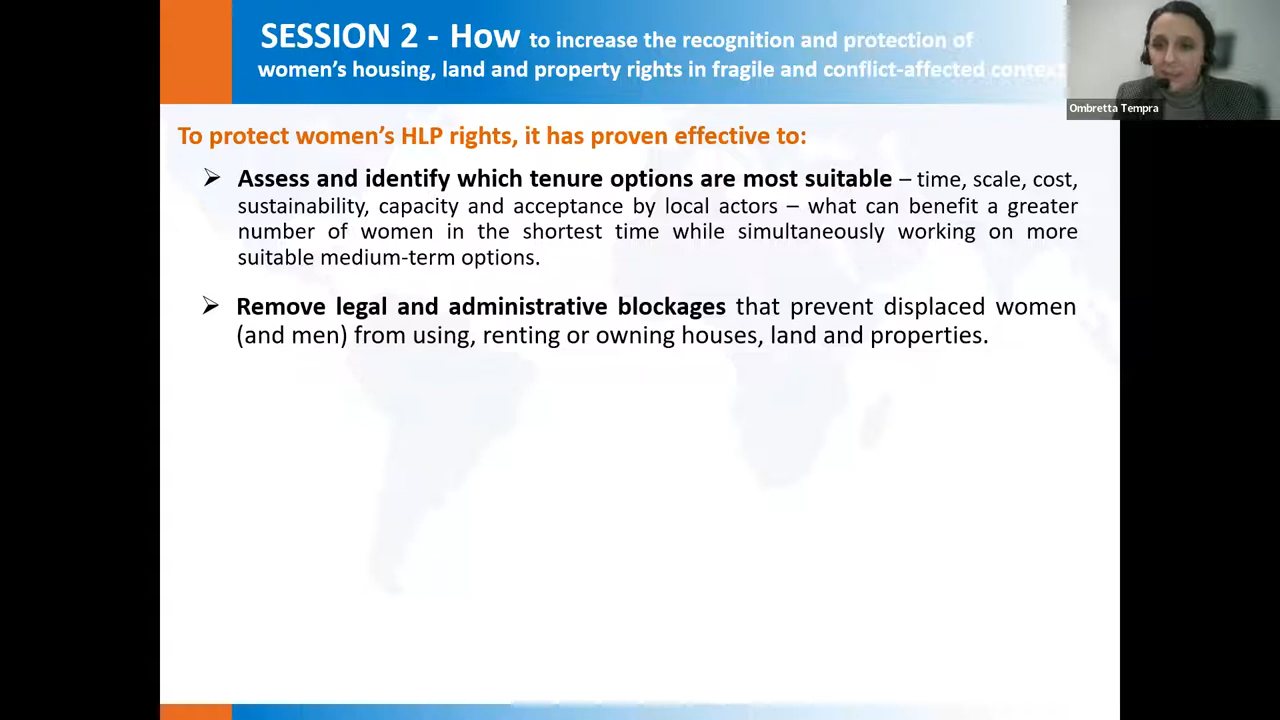 SESSION 2 - How to increase the recognition and protection of
women's housing, land and property rights in fragile and conflict-affected
Ombretta Tempra
To protect women's HLP rights, it has proven effective to:
➢ Assess and identify which tenure options are most suitable – time, scale, cost,
sustainability, capacity and acceptance by local actors – what can benefit a greater
number of women in the shortest time while simultaneously working on more
suitable medium-term options.
➢ Remove legal and administrative blockages that prevent displaced women
(and men) from using, renting or owning houses, land and properties.